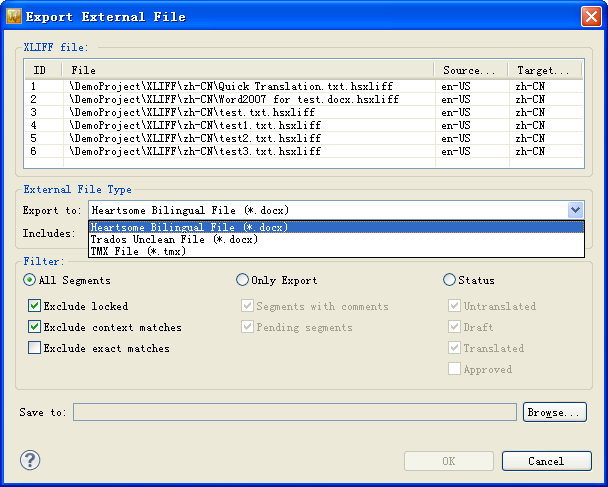 Export External File
XLIFF file:
ID File Source... Target...
1 \DemoProject\XLIFF\zh-CN\Quick Translation.txt.hsxliff en-US zh-CN
2 \DemoProject\XLIFF\zh-CN\Word2007 for test.docx.hsxliff en-US zh-CN
3 \DemoProject\XLIFF\zh-CN\test.txt.hsxliff en-US zh-CN
4 \DemoProject\XLIFF\zh-CN\test1.txt.hsxliff en-US zh-CN
5 \DemoProject\XLIFF\zh-CN\test2.txt.hsxliff en-US zh-CN
6 \DemoProject\XLIFF\zh-CN\test3.txt.hsxliff en-US zh-CN
External File Type
Export to: Heartsome Bilingual File (*.docx)
Heartsome Bilingual File (*.docx)
Includes: Trados Unclean File (*.docx)
TMX File (*.tmx)
Filter:
All Segments Only Export Status
Exclude locked Segments with comments Untranslated
Exclude context matches Pending segments Draft
Exclude exact matches Translated
Approved
Save to: Browse...
? OK Cancel